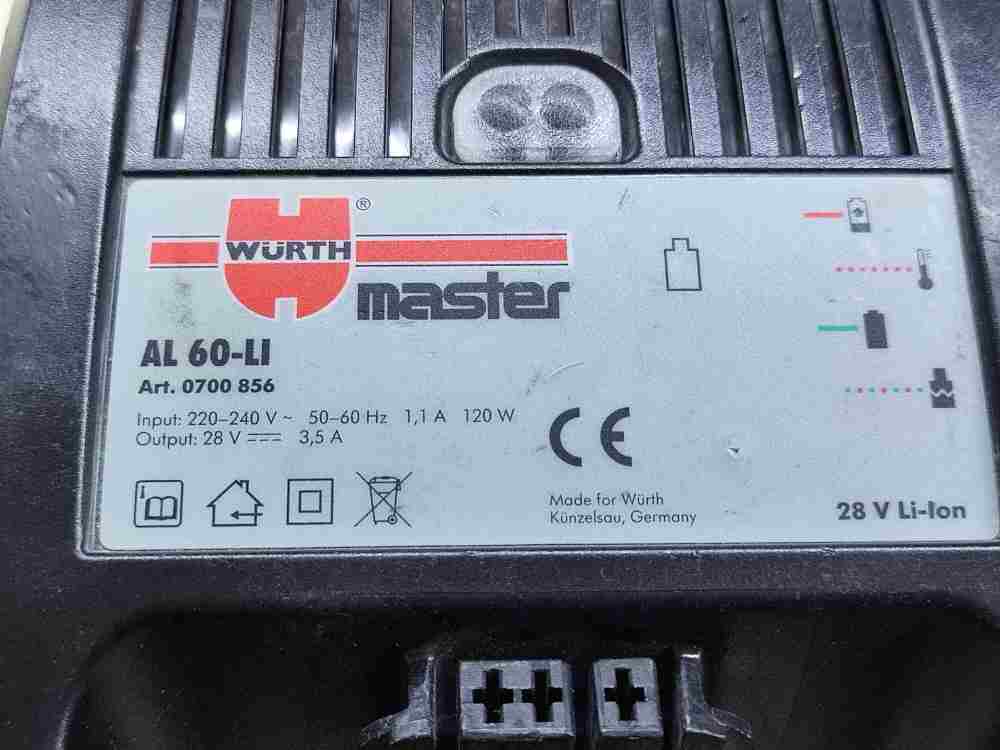 WÜRTH ®
master
AL 60-LI
Art. 0700 856
Input: 220–240 V ~ 50–60 Hz 1,1 A 120 W
Output: 28 V ⎓ 3,5 A
CE
Made for Würth
Künzelsau, Germany
28 V Li-Ion